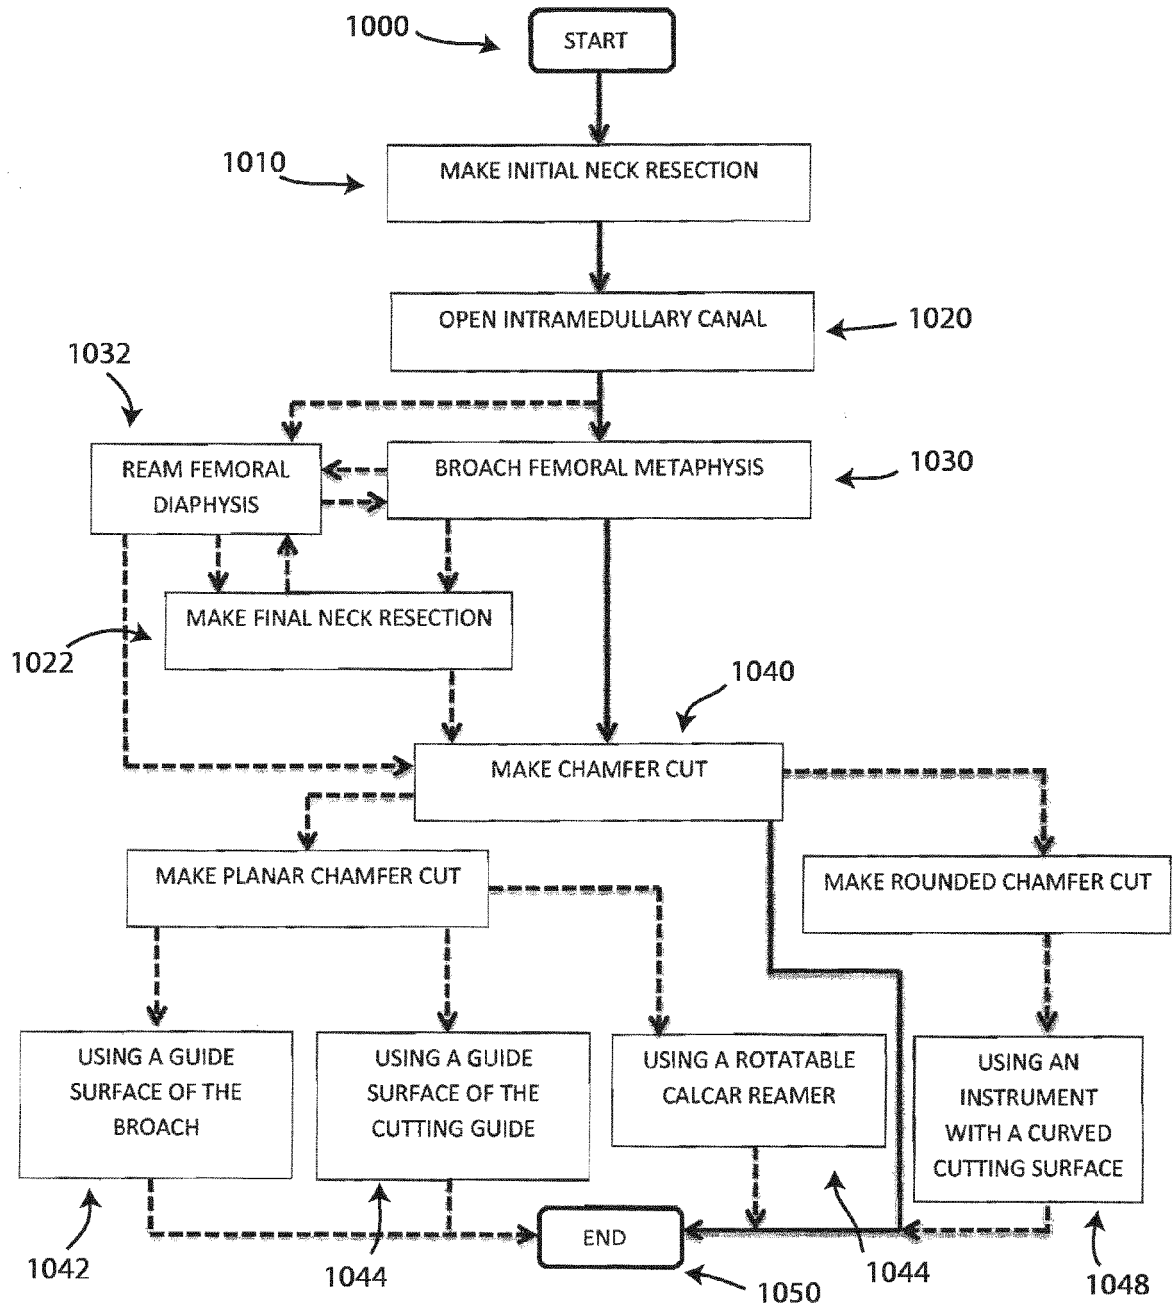 1000
START
1010
MAKE INITIAL NECK RESECTION
OPEN INTRAMEDULLARY CANAL
1020
1032
REAM FEMORAL
DIAPHYSIS
BROACH FEMORAL METAPHYSIS
1030
MAKE FINAL NECK RESECTION
1022
1040
MAKE CHAMFER CUT
MAKE PLANAR CHAMFER CUT
MAKE ROUNDED CHAMFER CUT
USING A GUIDE
SURFACE OF THE
BROACH
USING A GUIDE
SURFACE OF THE
CUTTING GUIDE
USING A ROTATABLE
CALCAR REAMER
USING AN
INSTRUMENT
WITH A CURVED
CUTTING SURFACE
END
1042
1044
1050
1044
1048